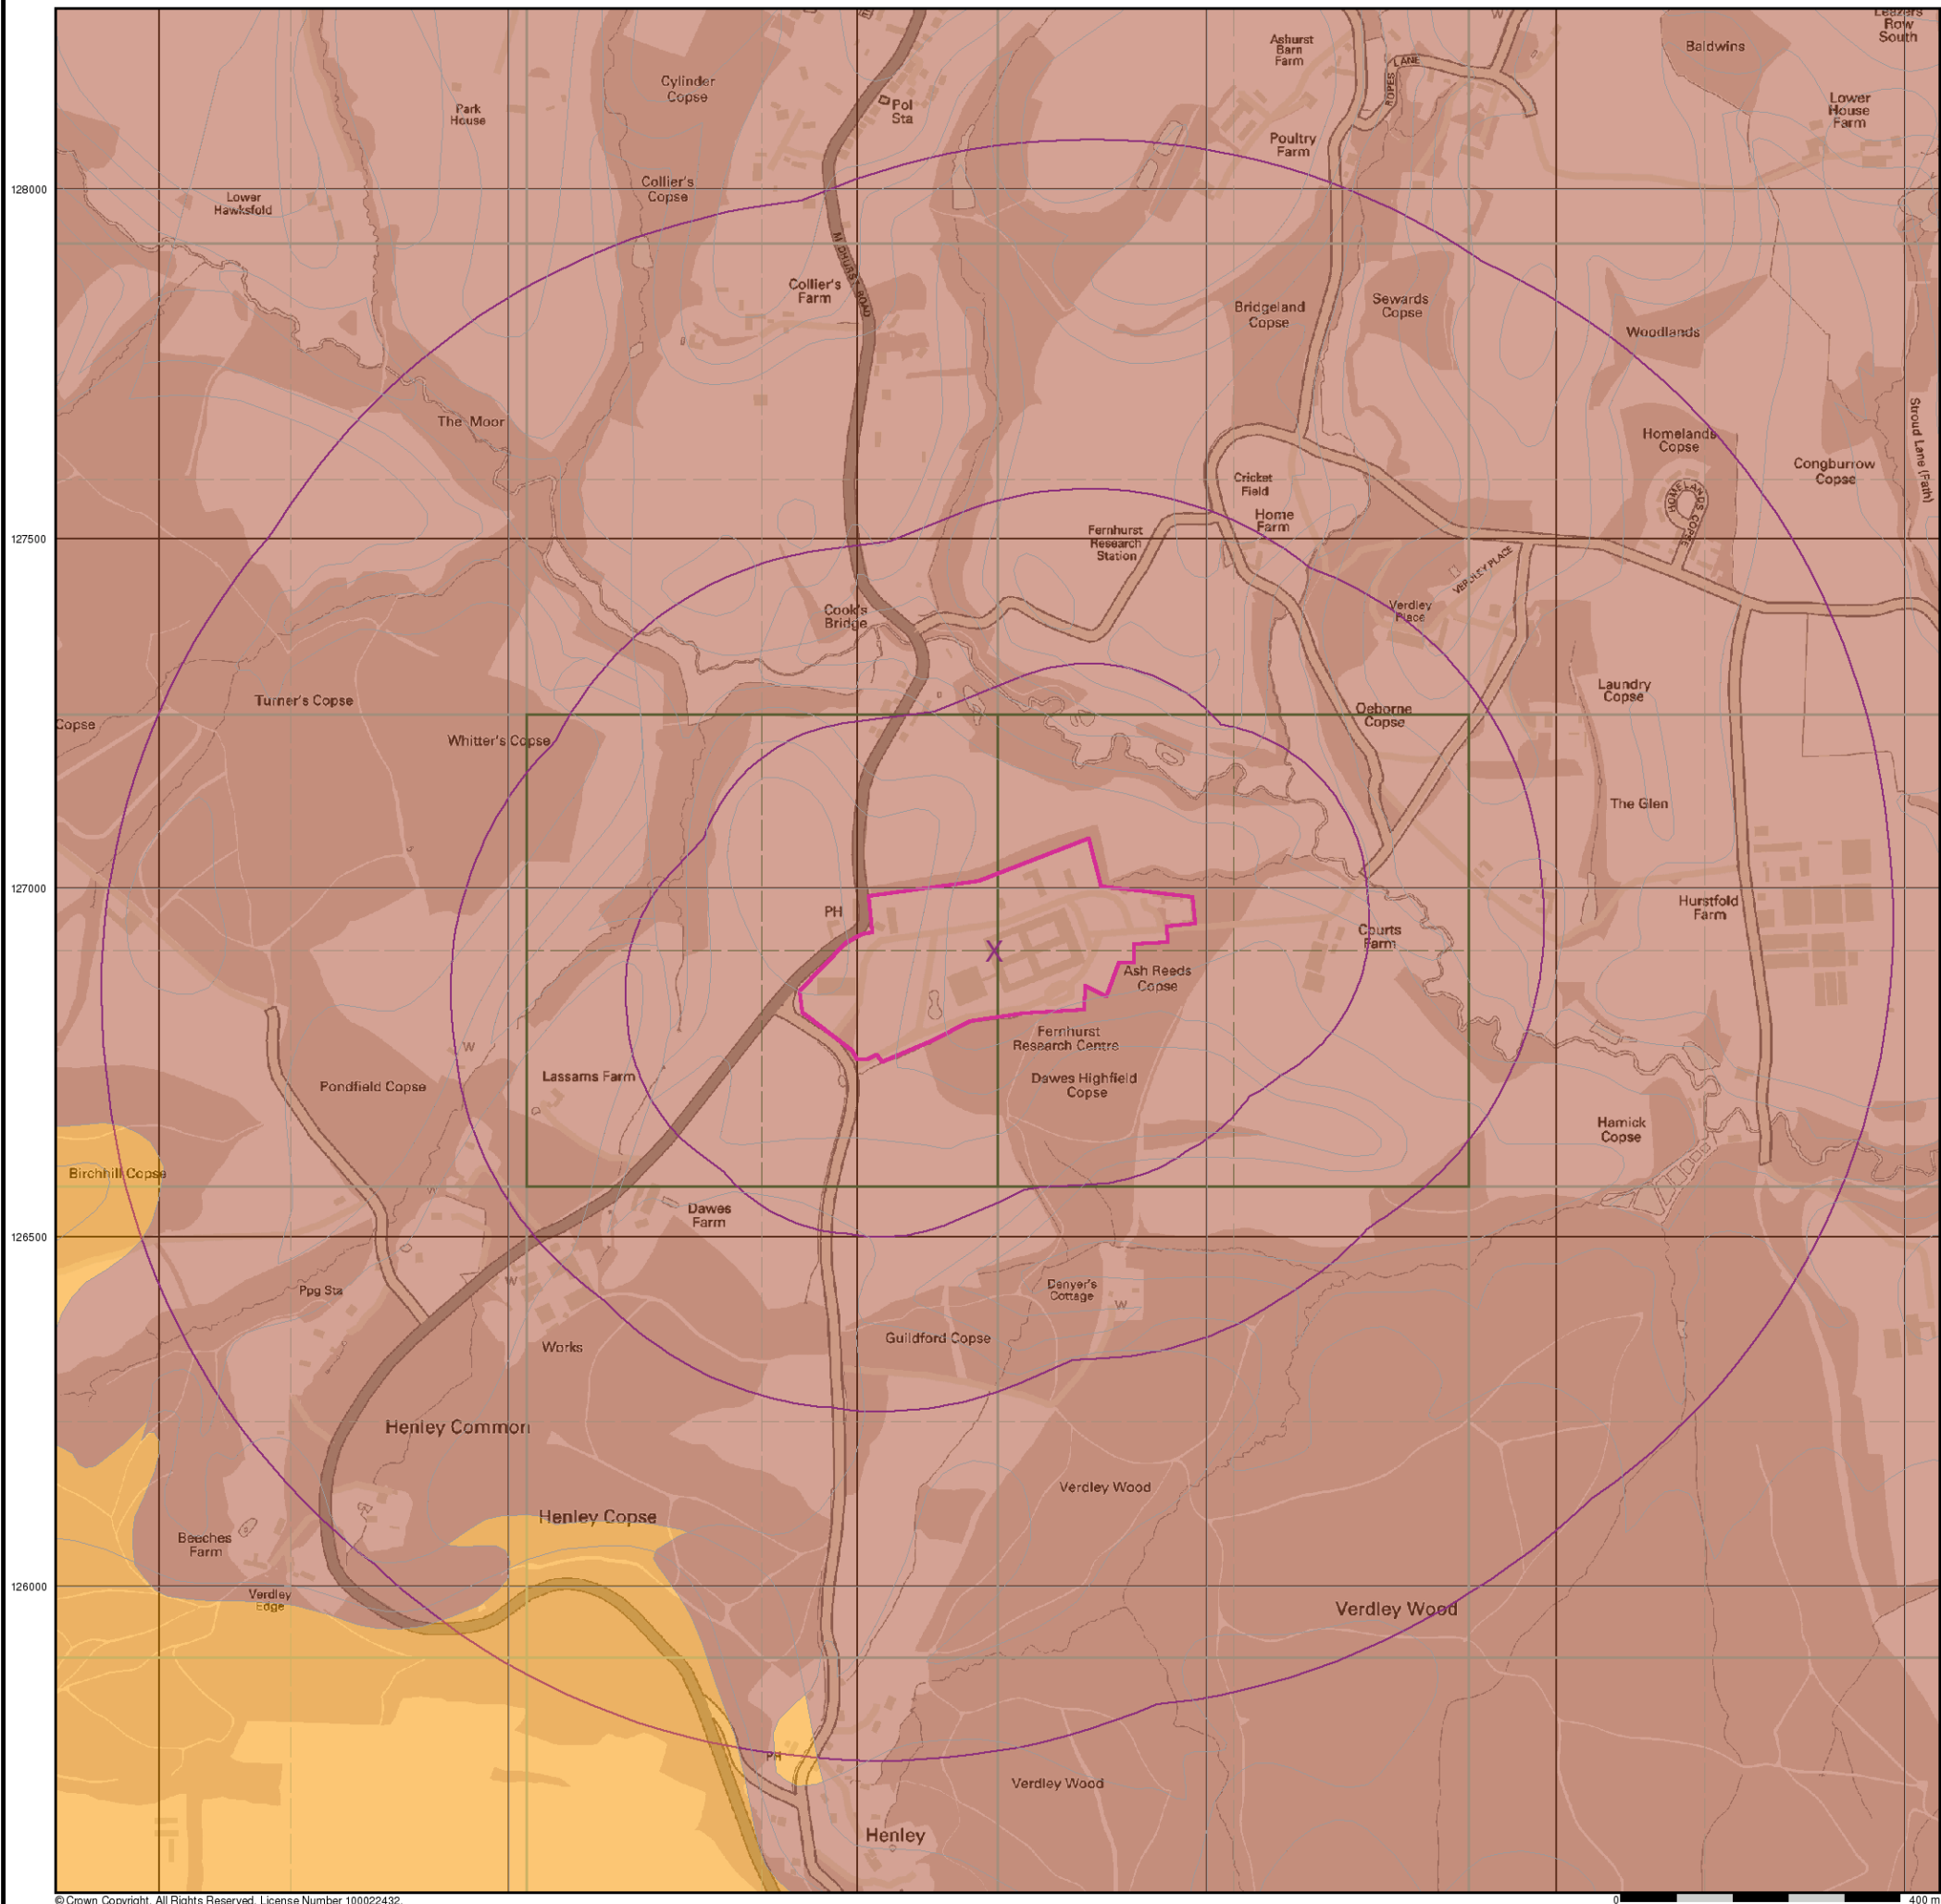 Leazers
Row
South
Baldwins
Ashurst
Barn
Farm
W
LANE
ROPES
Cylinder
Copse
Park
House
Pol
Sta
Lower
House
Farm
Poultry
Farm
128000
Collier's
Copse
Lower
Hawksfold
MIDHURST ROAD
Collier's
Farm
Bridgeland
Copse
Sewards
Copse
Woodlands
The Moor
Stroud Lane (Path)
Homelands
Copse
Congburrow
Copse
Cricket
Field
HOMELANDS COPSE
Home
Farm
127500
Fernhurst
Research
Station
VERDLEY PLACE
Cook's
Bridge
Verdley
Place
Turner's Copse
Laundry
Copse
Copse
Whitter's Copse
Oeborne
Copse
The Glen
127000
PH
Hurstfold
Farm
Courts
Farm
X
Ash Reeds
Copse
Fernhurst
Research Centre
W
Lassams Farm
Pondfield Copse
Dawes Highfield
Copse
Hamick
Copse
Birchhill Copse
W
Dawes
Farm
126500
W
Ppg Sta
Denyer's
Cottage
W
Guildford Copse
Works
Henley Common
Verdley Wood
Henley Copse
Beeches
Farm
126000
Verdley
Edge
Verdley Wood
PH
Verdley Wood
Henley
© Crown Copyright. All Rights Reserved. License Number 100022432.
0 400 m